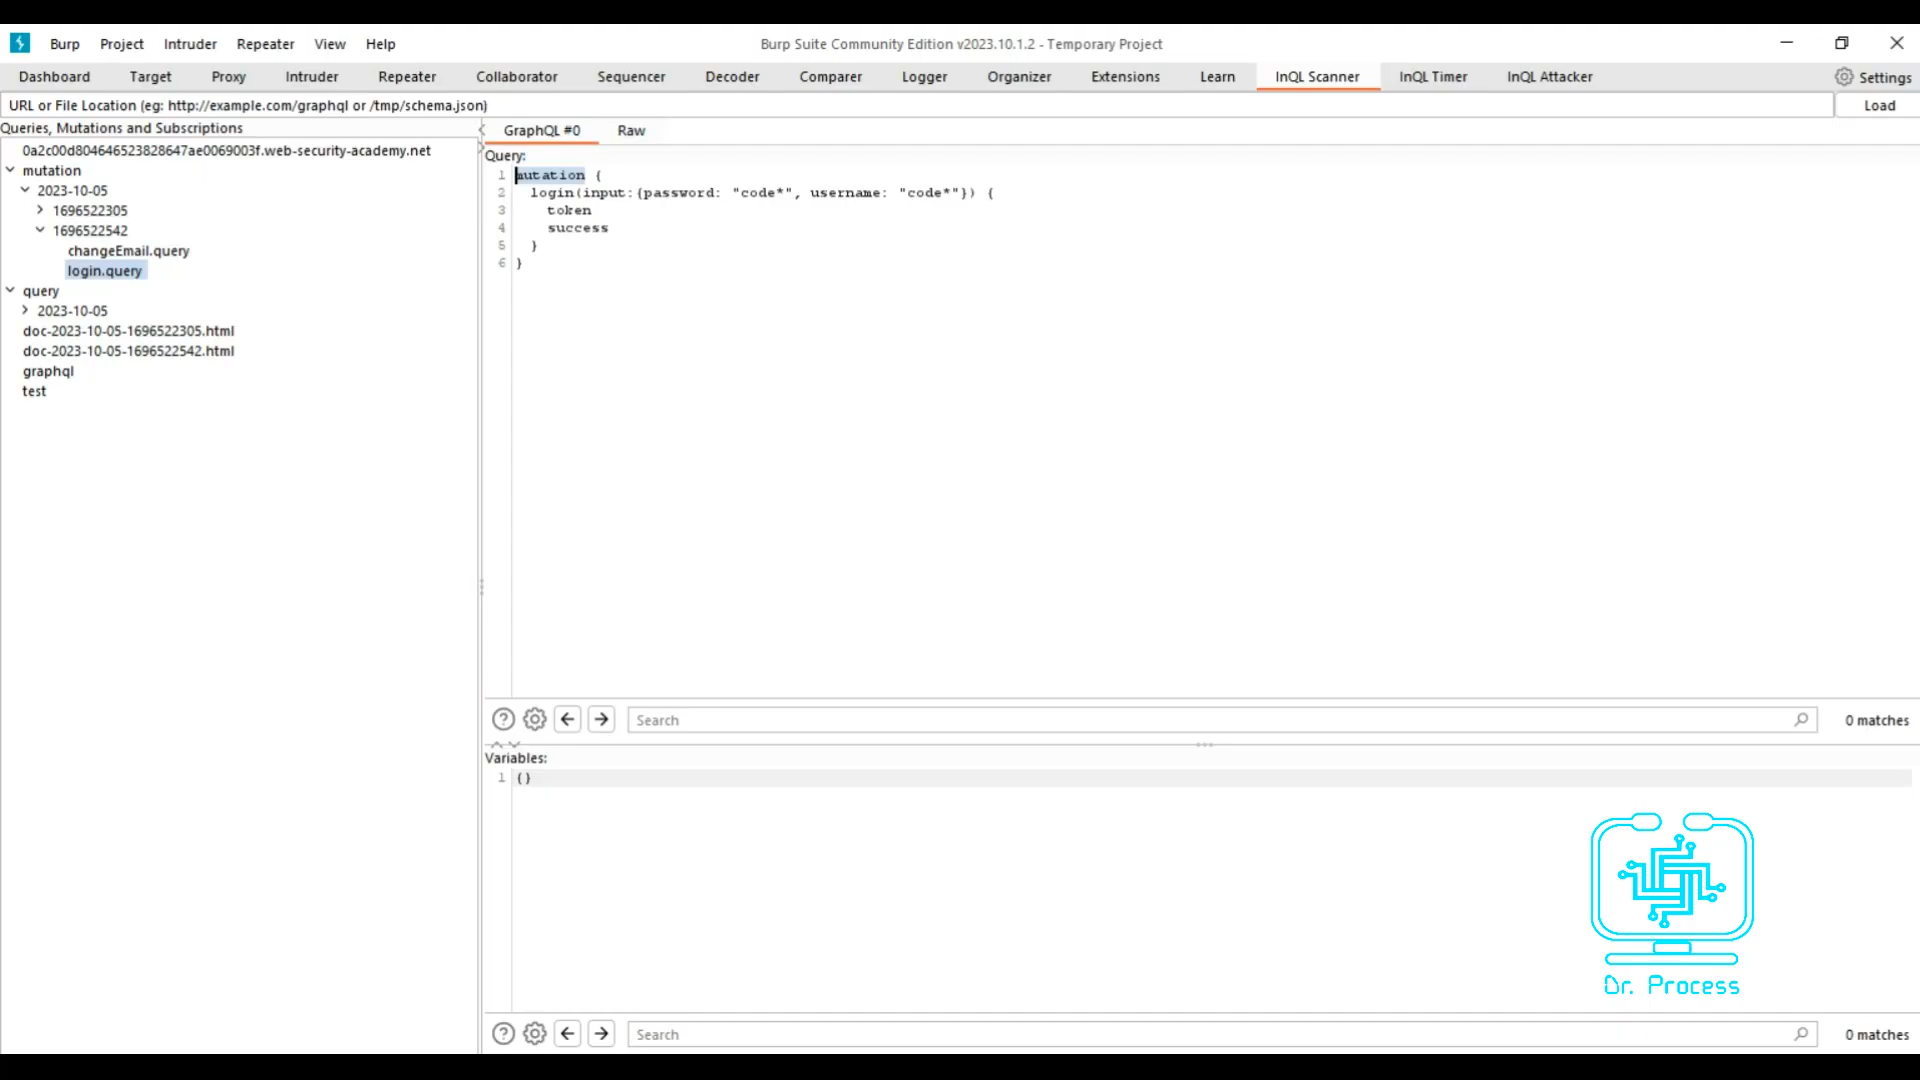 Burp Project Intruder Repeater View Help Burp Suite Community Edition v2023.10.1.2 - Temporary Project
Dashboard Target Proxy Intruder Repeater Collaborator Sequencer Decoder Comparer Logger Organizer Extensions Learn InQL Scanner InQL Timer InQL Attacker Settings
URL or File Location (eg: http://example.com/graphql or /tmp/schema.json) Load
Queries, Mutations and Subscriptions
0a2c00d804646523828647ae0069003f.web-security-academy.net
mutation
2023-10-05
1696522305
1696522542
changeEmail.query
login.query
query
2023-10-05
doc-2023-10-05-1696522305.html
doc-2023-10-05-1696522542.html
graphql
test
GraphQL #0 Raw
Query:
1 mutation {
2 login(input:{password: "code*", username: "code*"}) {
3 token
4 success
5 }
6 }
Search 0 matches
Variables:
1 {}
Dr. Process
Search 0 matches